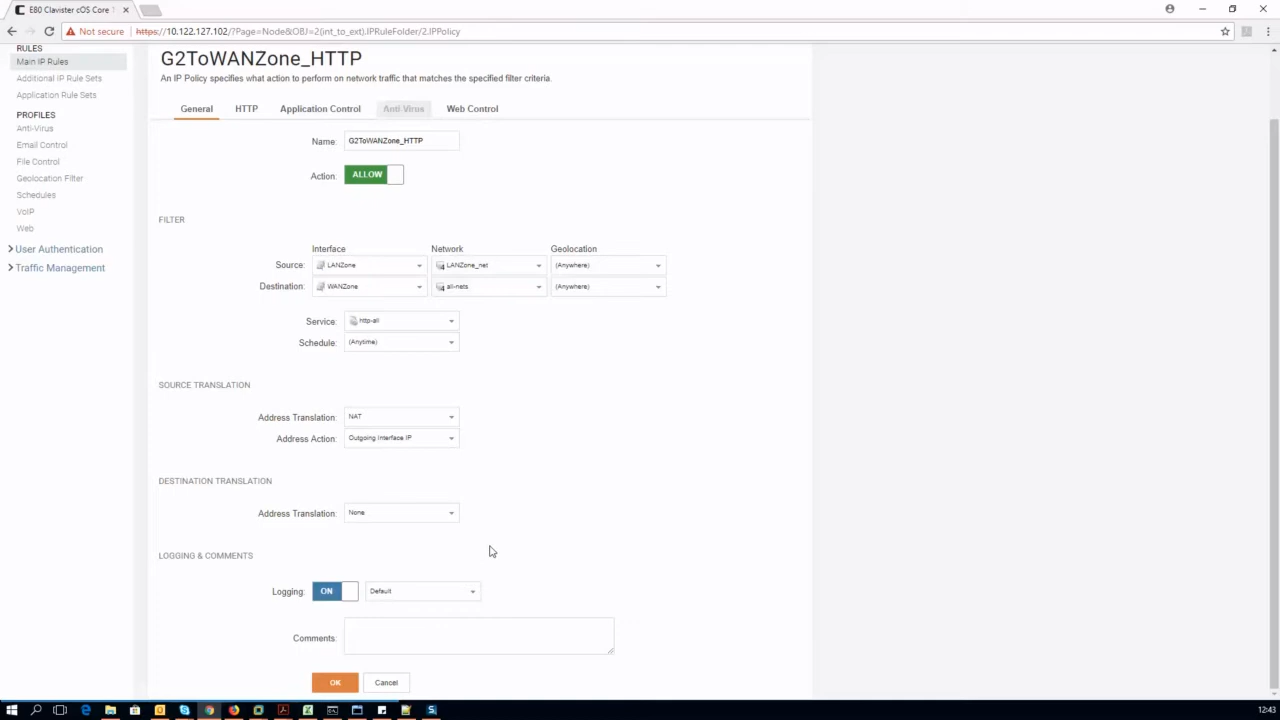 E80 Clavister cOS Core 1
Not secure
https://10.122.127.102/?Page=Node&OBJ=2(int_to_ext).IPRuleFolder/2.IPPolicy
RULES
Main IP Rules
Additional IP Rule Sets
Application Rule Sets
PROFILES
Anti-Virus
Email Control
File Control
Geolocation Filter
Schedules
VoIP
Web
User Authentication
Traffic Management
G2ToWANZone_HTTP
An IP Policy specifies what action to perform on network traffic that matches the specified filter criteria.
General HTTP Application Control Anti-Virus Web Control
Name: G2ToWANZone_HTTP
Action: ALLOW
FILTER
Interface Network Geolocation
Source: LANZone LANZone_net (Anywhere)
Destination: WANZone all-nets (Anywhere)
Service: http-all
Schedule: (Anytime)
SOURCE TRANSLATION
Address Translation: NAT
Address Action: Outgoing Interface IP
DESTINATION TRANSLATION
Address Translation: None
LOGGING & COMMENTS
Logging: ON Default
Comments:
OK Cancel
12:43